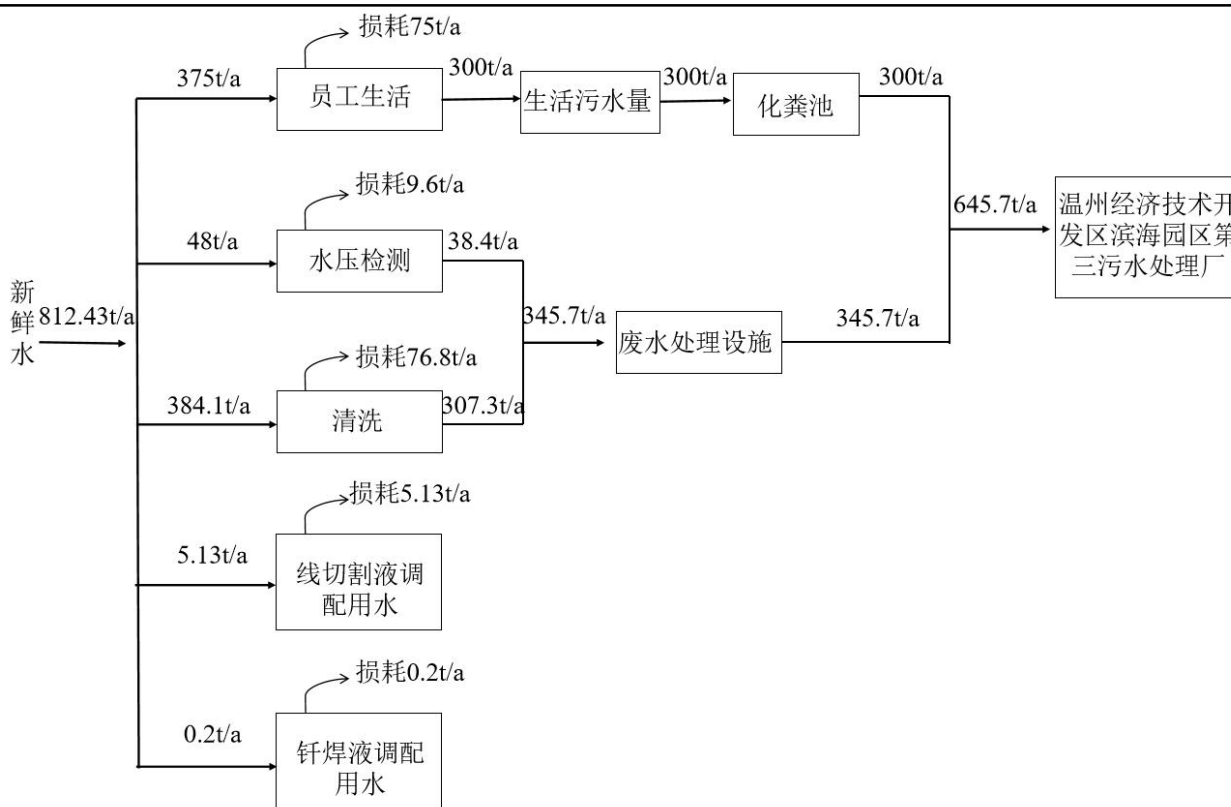 损耗75t/a
375t/a
员工生活
300t/a
生活污水量
300t/a
化粪池
300t/a
损耗9.6t/a
48t/a
水压检测
38.4t/a
645.7t/a
温州经济技术开
发区滨海园区第
三污水处理厂
新
鲜
水
812.43t/a
345.7t/a
废水处理设施
345.7t/a
损耗76.8t/a
384.1t/a
清洗
307.3t/a
损耗5.13t/a
5.13t/a
线切割液调
配用水
损耗0.2t/a
0.2t/a
钎焊液调配
用水